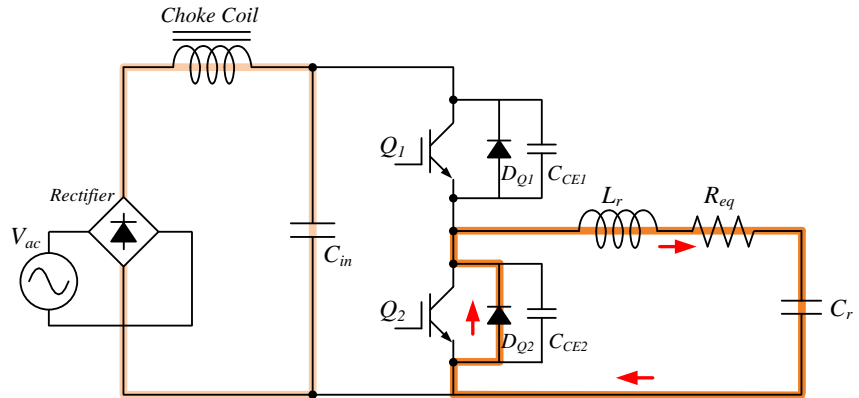 Choke Coil
Q1
DQ1
CCE1
Rectifier
Lr
Req
Vac
Cin
Q2
DQ2
CCE2
Cr